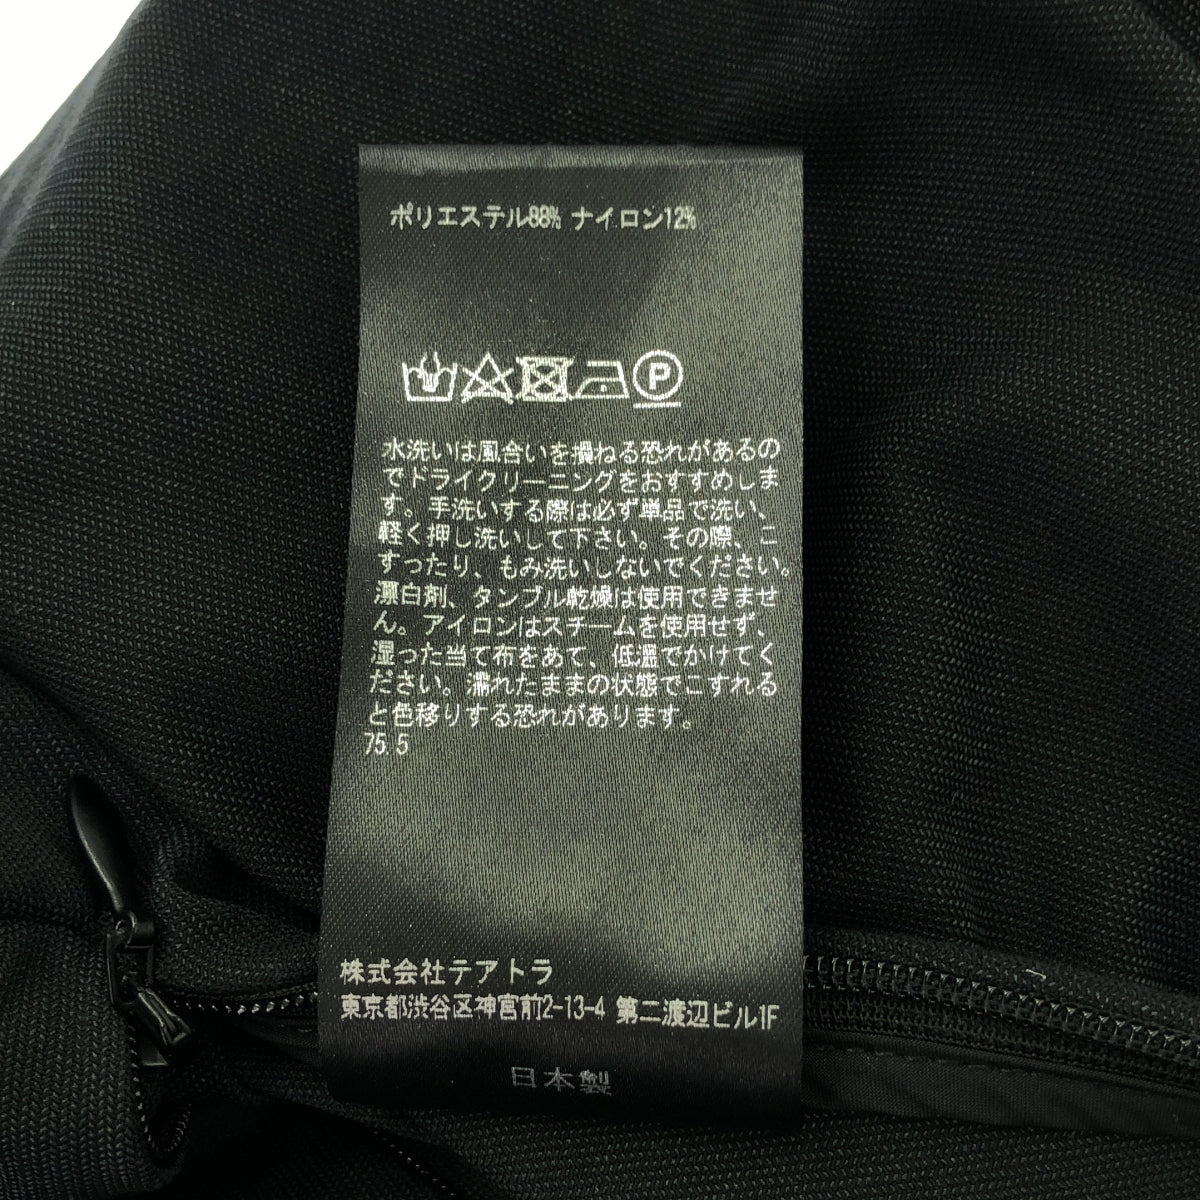 ポリエステル88% ナイロン12%
P
水洗いは風合いを損ねる恐れがあるの
でドライクリーニングをおすすめしま
す。手洗いする際は必ず単品で洗い、
軽く押し洗いして下さい。その際、こ
すったり、もみ洗いしないでください。
漂白剤、タンブル乾燥は使用できませ
ん。アイロンはスチームを使用せず、
湿った当て布をあて、低温でかけてく
ださい。濡れたままの状態でこすれる
と色移りする恐れがあります。
75.5
株式会社テアトラ
東京都渋谷区神宮前2-13-4 第二渡辺ビル1F
日本製